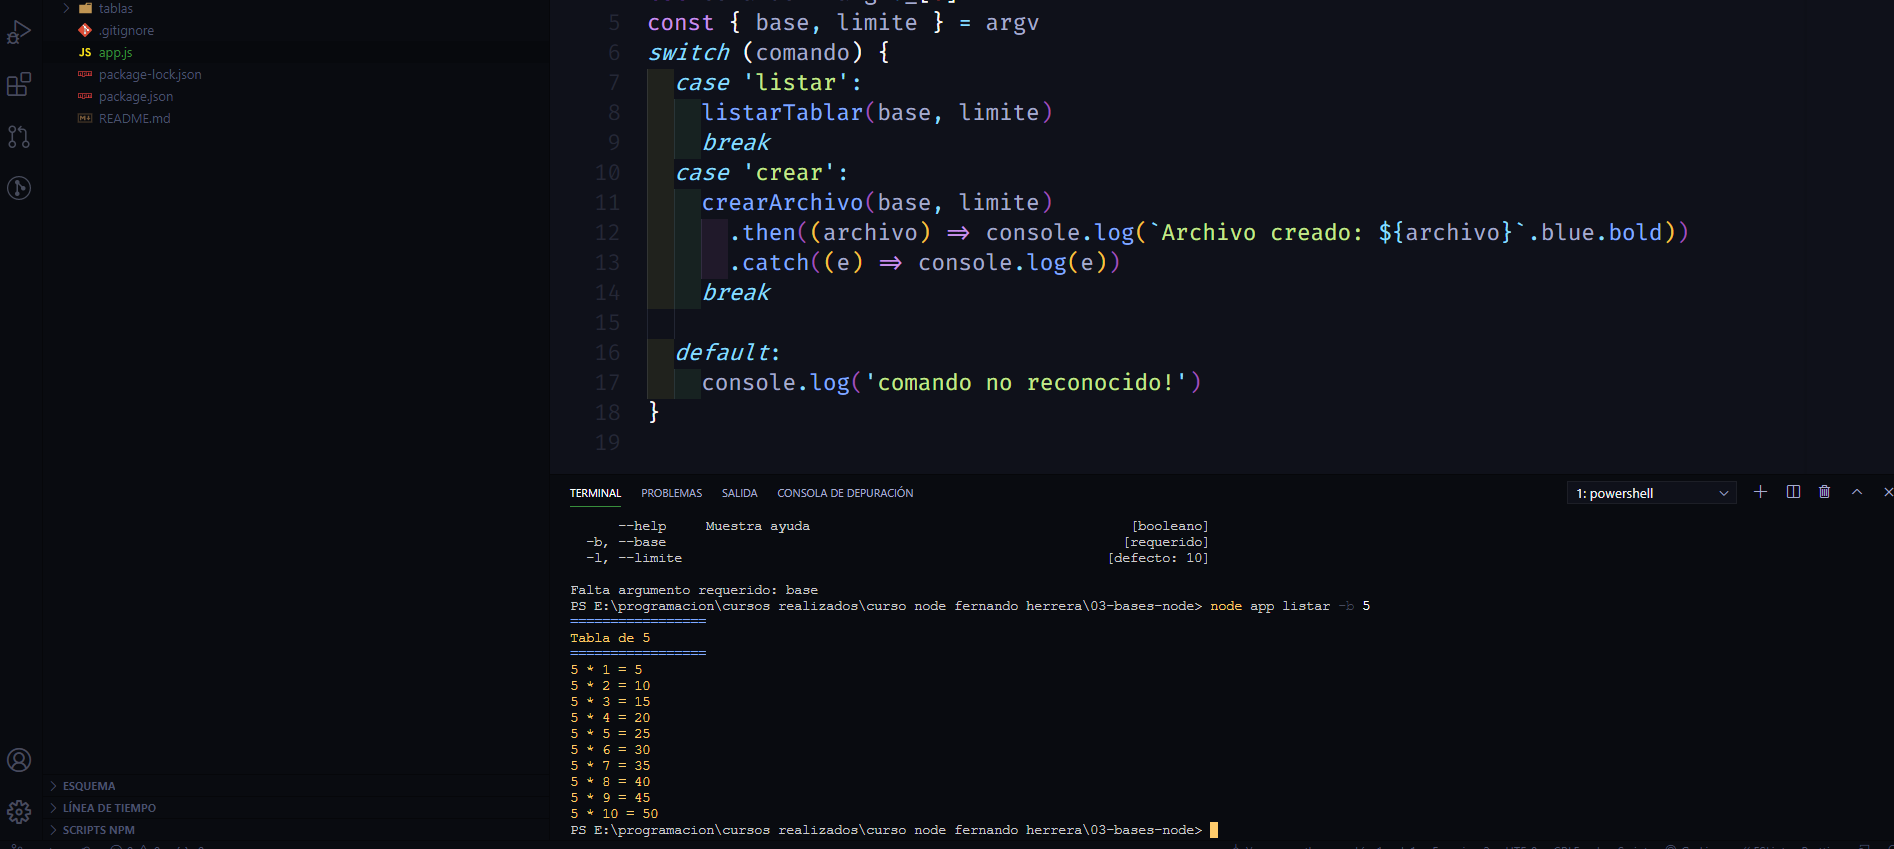 tablas
.gitignore
JS app.js
package-lock.json
package.json
README.md
ESQUEMA
LÍNEA DE TIEMPO
SCRIPTS NPM
5 const { base, limite } = argv
6 switch (comando) {
7 case 'listar':
8 listarTablar(base, limite)
9 break
10 case 'crear':
11 crearArchivo(base, limite)
12 .then((archivo) => console.log(`Archivo creado: ${archivo}`.blue.bold))
13 .catch((e) => console.log(e))
14 break
15
16 default:
17 console.log('comando no reconocido!')
18 }
19
TERMINAL PROBLEMAS SALIDA CONSOLA DE DEPURACIÓN 1: powershell
--help Muestra ayuda [booleano]
-b, --base [requerido]
-l, --limite [defecto: 10]
Falta argumento requerido: base
PS E:\programacion\cursos realizados\curso node fernando herrera\03-bases-node> node app listar -b 5
=================
Tabla de 5
=================
5 * 1 = 5
5 * 2 = 10
5 * 3 = 15
5 * 4 = 20
5 * 5 = 25
5 * 6 = 30
5 * 7 = 35
5 * 8 = 40
5 * 9 = 45
5 * 10 = 50
PS E:\programacion\cursos realizados\curso node fernando herrera\03-bases-node>